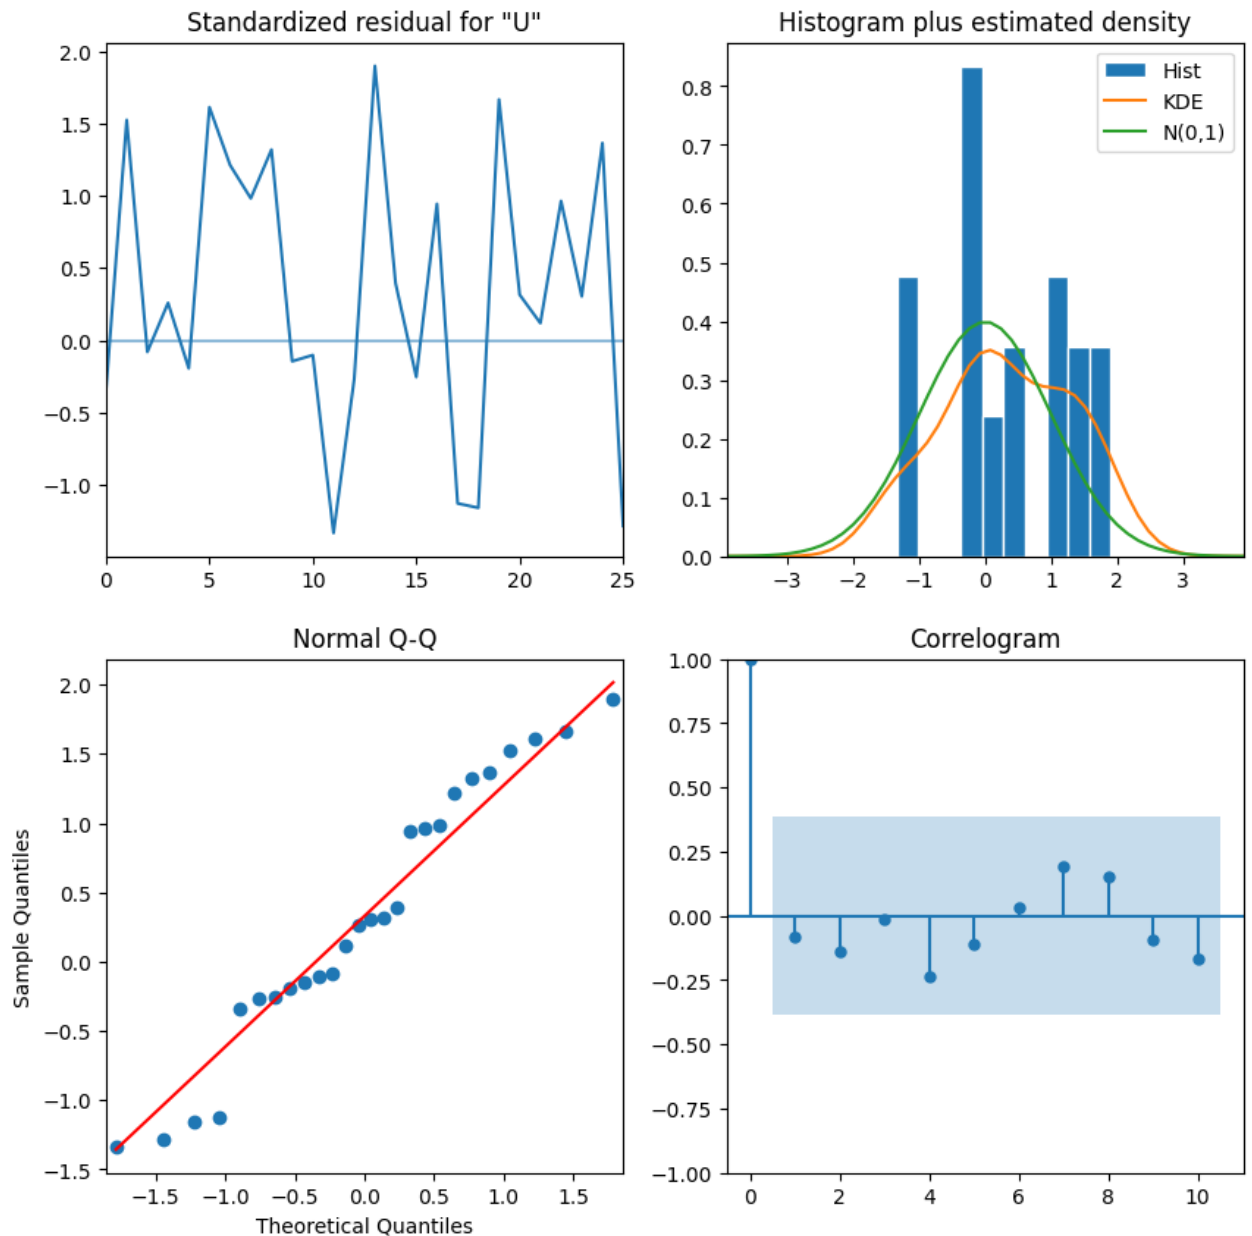 Standardized residual for "U"
2.0
1.5
1.0
0.5
0.0
−0.5
−1.0
0 5 10 15 20 25
Histogram plus estimated density
Hist
KDE
N(0,1)
0.8
0.7
0.6
0.5
0.4
0.3
0.2
0.1
0.0
−3 −2 −1 0 1 2 3
Normal Q-Q
Sample Quantiles
2.0
1.5
1.0
0.5
0.0
−0.5
−1.0
−1.5
−1.5 −1.0 −0.5 0.0 0.5 1.0 1.5
Theoretical Quantiles
Correlogram
1.00
0.75
0.50
0.25
0.00
−0.25
−0.50
−0.75
−1.00
0 2 4 6 8 10